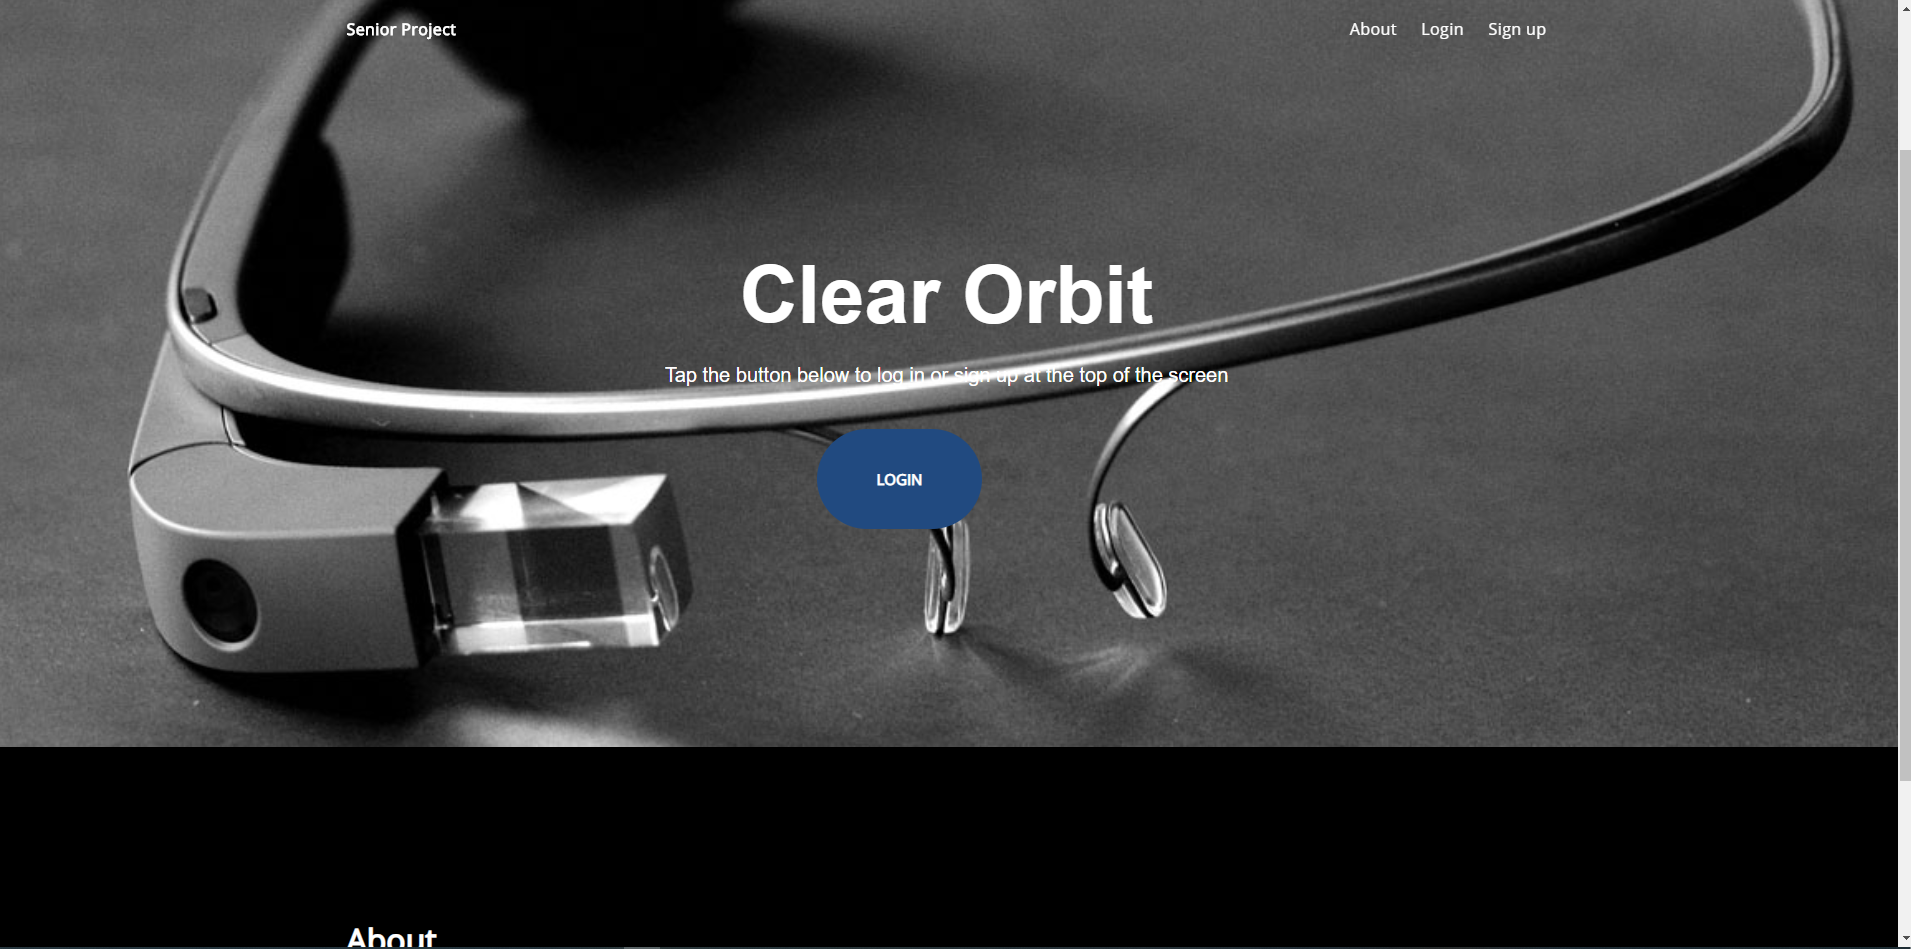 Senior Project
About Login Sign up
Clear Orbit
Tap the button below to log in or sign up at the top of the screen
LOGIN
About